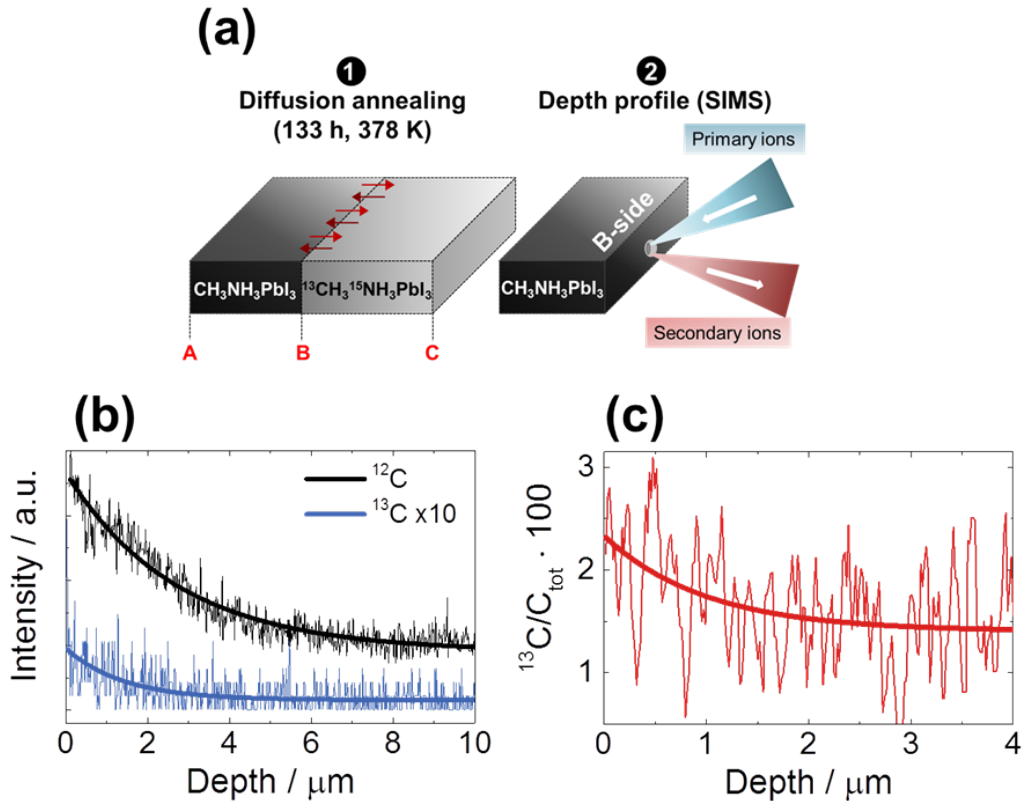 (a)
❶
Diffusion annealing
(133 h, 378 K)
❷
Depth profile (SIMS)
Primary ions
B-side
CH₃NH₃PbI₃
¹³CH₃¹⁵NH₃PbI₃
CH₃NH₃PbI₃
Secondary ions
A
B
C
(b)
Intensity / a.u.
¹²C
¹³C x10
0
2
4
6
8
10
Depth / μm
(c)
¹³C/Cₜₒₜ · 100
3
2
1
0
1
2
3
4
Depth / μm